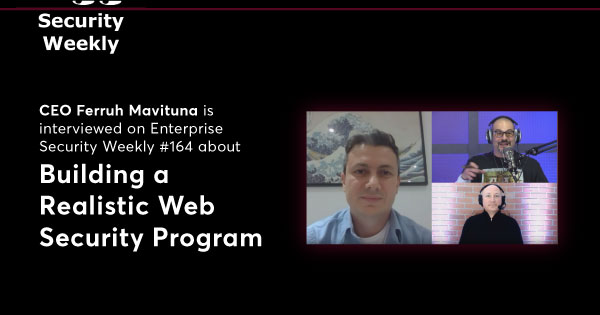 Security
Weekly
CEO Ferruh Mavituna is
interviewed on Enterprise
Security Weekly #164 about
Building a
Realistic Web
Security Program